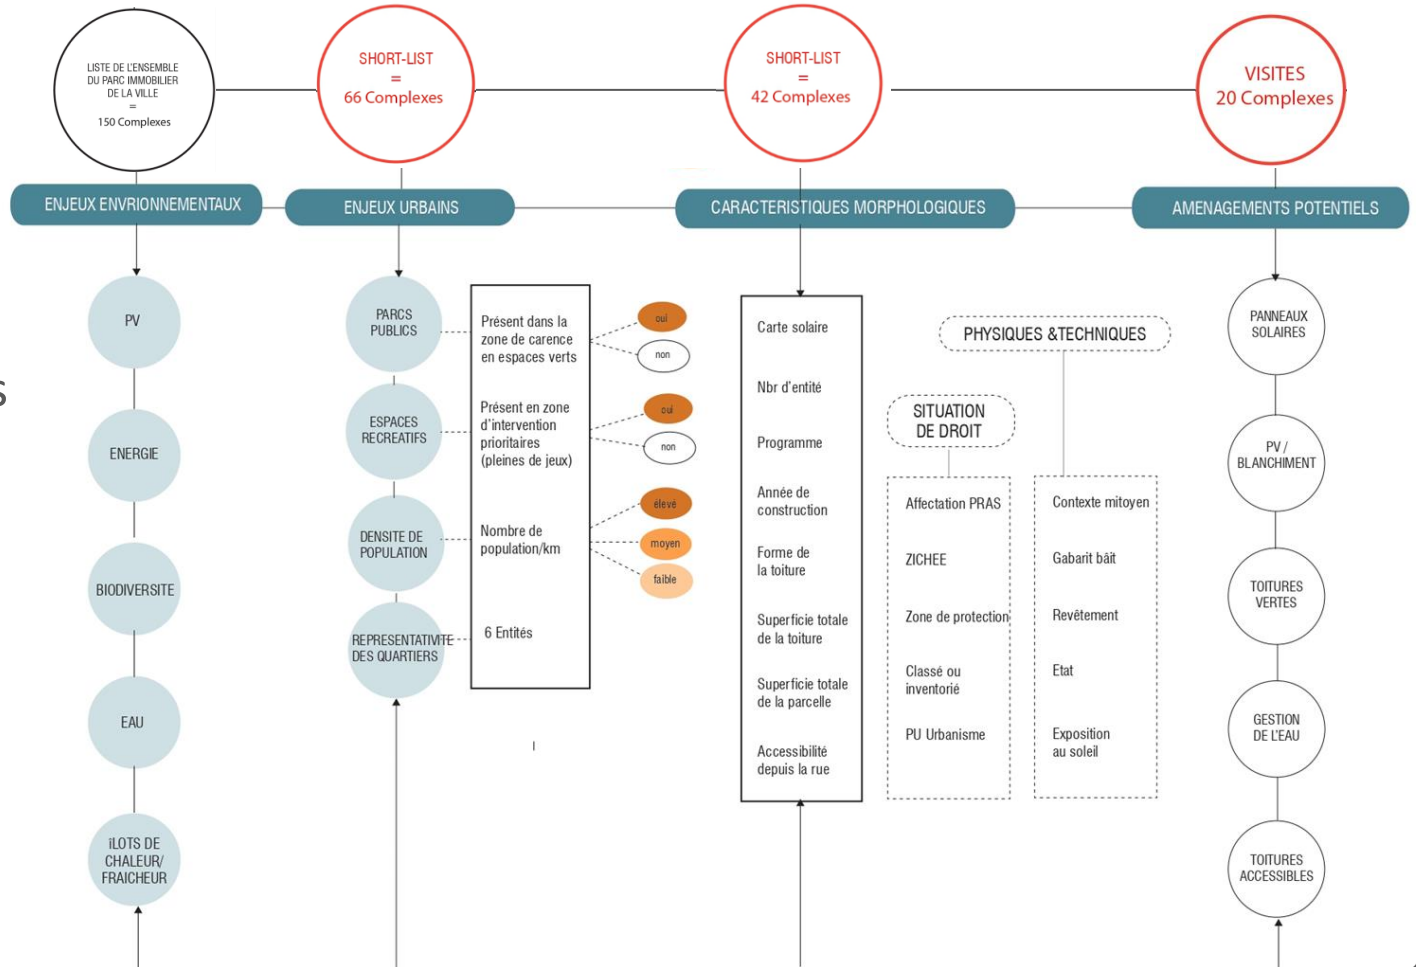 LISTE DE L'ENSEMBLE
DU PARC IMMOBILIER
DE LA VILLE
=
150 Complexes
SHORT-LIST
=
66 Complexes
SHORT-LIST
=
42 Complexes
VISITES
20 Complexes
ENJEUX ENVRIONNEMENTAUX
ENJEUX URBAINS
CARACTERISTIQUES MORPHOLOGIQUES
AMENAGEMENTS POTENTIELS
PV
ENERGIE
BIODIVERSITE
EAU
îLOTS DE
CHALEUR/
FRAICHEUR
PARCS
PUBLICS
ESPACES
RECREATIFS
DENSITE DE
POPULATION
REPRESENTATIVITE
DES QUARTIERS
Présent dans la
zone de carence
en espaces verts
Présent en zone
d'intervention
prioritaires
(pleines de jeux)
Nombre de
population/km
6 Entités
oui
non
oui
non
élevé
moyen
faible
Carte solaire
Nbr d'entité
Programme
Année de
construction
Forme de
la toiture
Superficie totale
de la toiture
Superficie totale
de la parcelle
Accessibilité
depuis la rue
SITUATION
DE DROIT
Affectation PRAS
ZICHEE
Zone de protection
Classé ou
inventorié
PU Urbanisme
PHYSIQUES &TECHNIQUES
Contexte mitoyen
Gabarit bâit
Revêtement
Etat
Exposition
au soleil
PANNEAUX
SOLAIRES
PV /
BLANCHIMENT
TOITURES
VERTES
GESTION
DE L'EAU
TOITURES
ACCESSIBLES
s